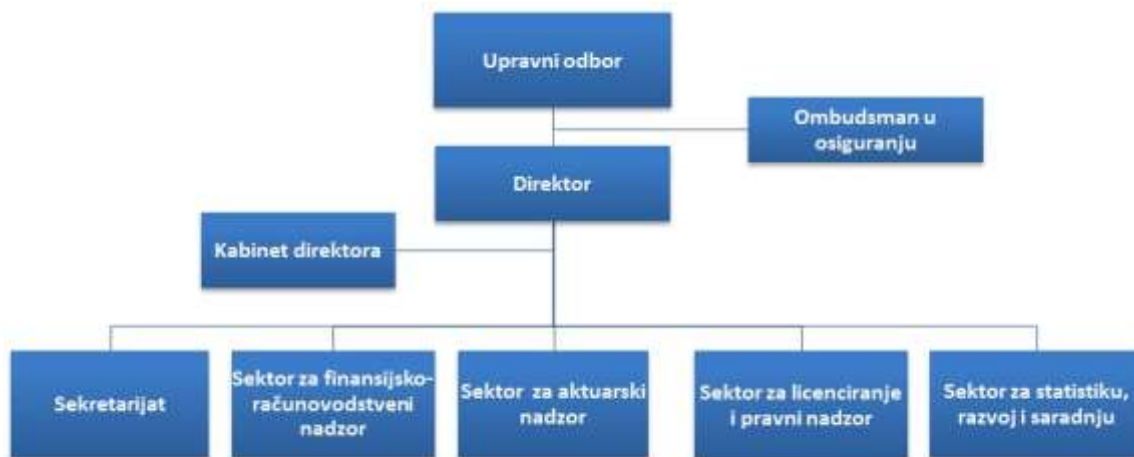 Upravni odbor
Ombudsman u
osiguranju
Direktor
Kabinet direktora
Sekretarijat
Sektor za finansijsko-
računovodstveni
nadzor
Sektor za aktuarski
nadzor
Sektor za licenciranje
i pravni nadzor
Sektor za statistiku,
razvoj i saradnju